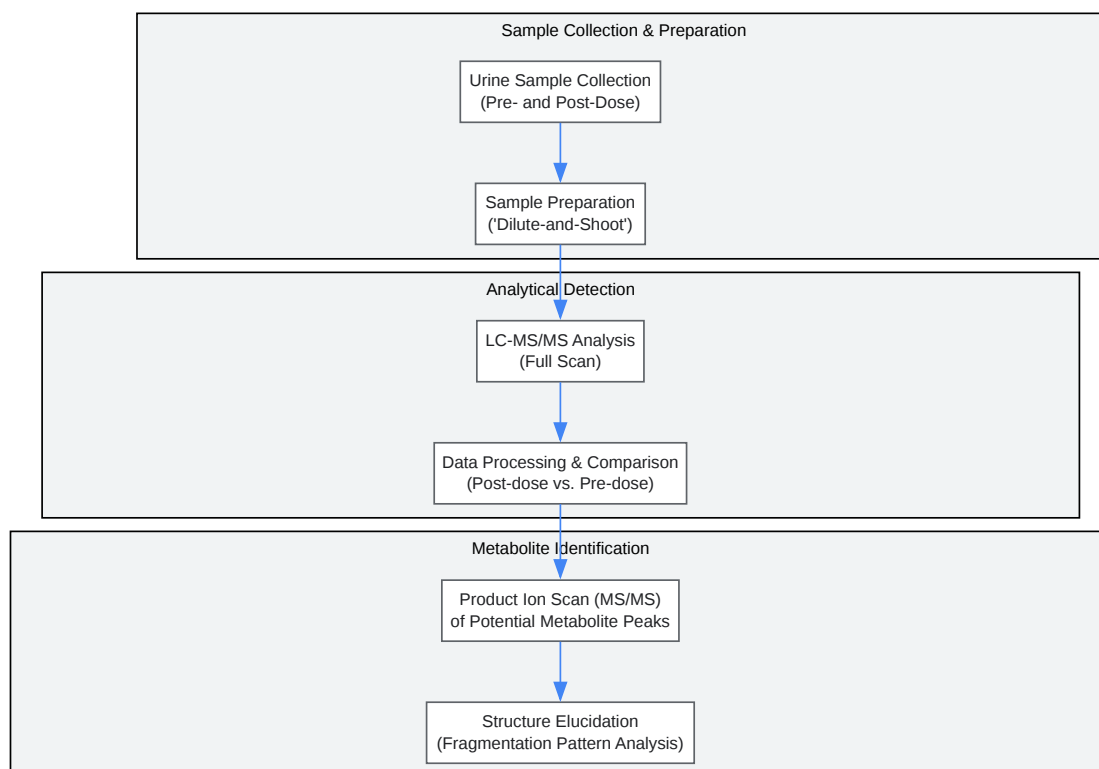 Sample Collection & Preparation
Urine Sample Collection
(Pre- and Post-Dose)
Sample Preparation
('Dilute-and-Shoot')
Analytical Detection
LC-MS/MS Analysis
(Full Scan)
Data Processing & Comparison
(Post-dose vs. Pre-dose)
Metabolite Identification
Product Ion Scan (MS/MS)
of Potential Metabolite Peaks
Structure Elucidation
(Fragmentation Pattern Analysis)